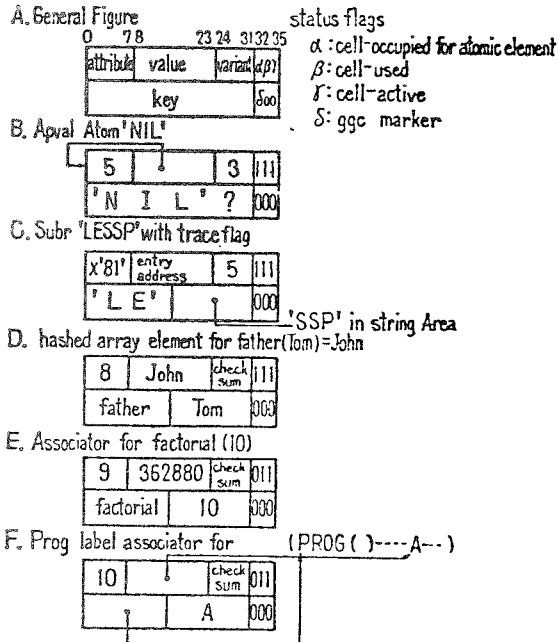 A. General Figure
0 7 8 23 24 31 32 35
attribute value variant αβγ
key δ00
status flags
α : cell-occupied for atomic element
β : cell-used
γ : cell-active
δ : ggc marker
B. Apval Atom 'NIL'
5 3 111
'N I L' ? 000
C. Subr 'LESSP' with trace flag
X'81' entry address 5 111
'LE' 000
'SSP' in string Area
D. hashed array element for father(Tom)=John
8 John check sum 111
father Tom 000
E. Associator for factorial (10)
9 362880 check sum 011
factorial 10 000
F. Prog label associator for (PROG ( )----A---)
10 check sum 011
A 000